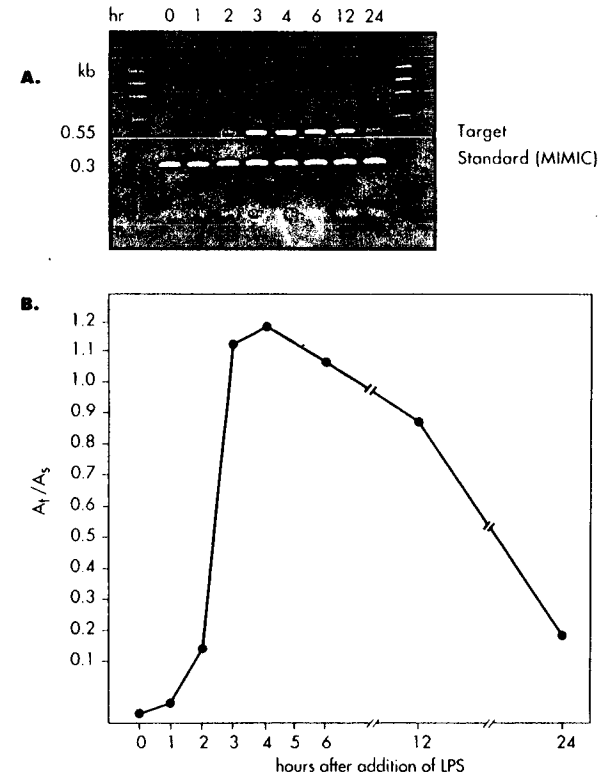 hr 0 1 2 3 4 6 12 24
A.
kb
0.55 Target
0.3 Standard (MIMIC)
B.
1.2
1.1
1.0
0.9
0.8
0.7
0.6
0.5
0.4
0.3
0.2
0.1
At/As
0 1 2 3 4 5 6 12 24
hours after addition of LPS